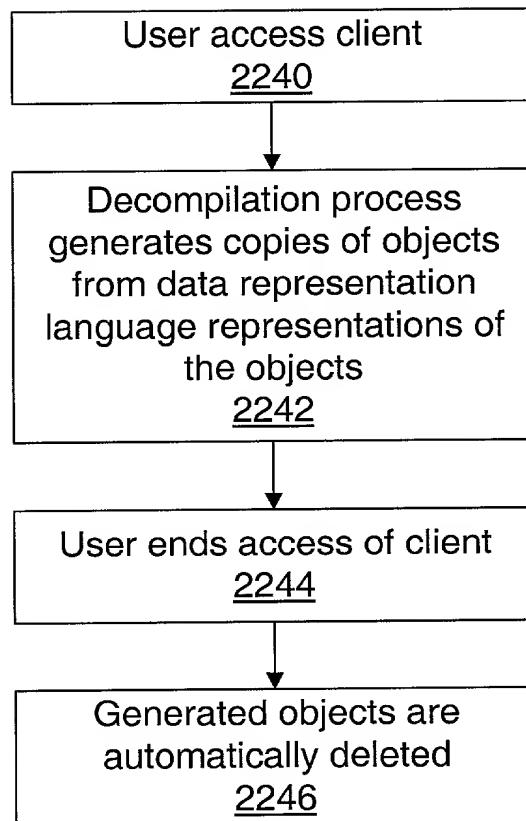 User access client
2240
Decompilation process
generates copies of objects
from data representation
language representations of
the objects
2242
User ends access of client
2244
Generated objects are
automatically deleted
2246